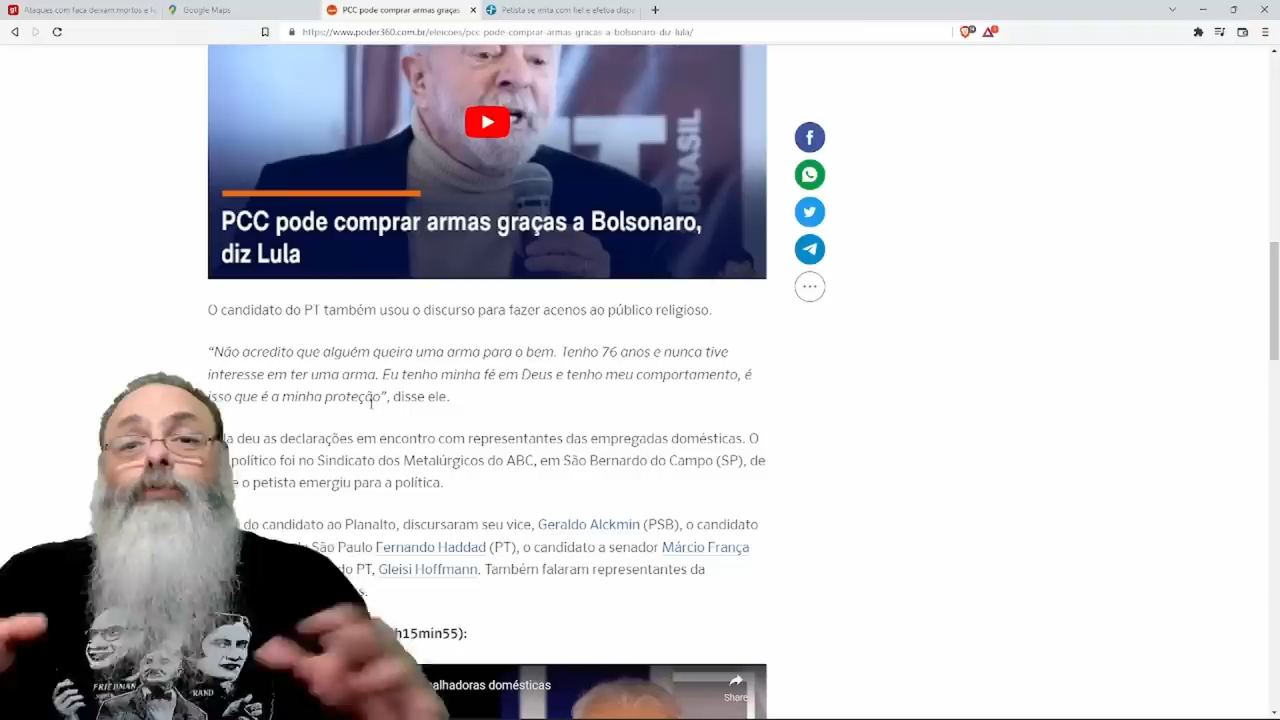 Ataques com faca deixam mortos e f
Google Maps
PCC pode comprar armas graças
Petista se irrita com fiel e efetoa dispa
https://www.poder360.com.br/eleicoes/pcc-pode-comprar-armas-gracas-a-bolsonaro-diz-lula/
BRASIL
PCC pode comprar armas graças a Bolsonaro,
diz Lula
O candidato do PT também usou o discurso para fazer acenos ao público religioso.
“Não acredito que alguém queira uma arma para o bem. Tenho 76 anos e nunca tive
interesse em ter uma arma. Eu tenho minha fé em Deus e tenho meu comportamento, é
isso que é a minha proteção”, disse ele.
la deu as declarações em encontro com representantes das empregadas domésticas. O
político foi no Sindicato dos Metalúrgicos do ABC, em São Bernardo do Campo (SP), de
e o petista emergiu para a política.
do candidato ao Planalto, discursaram seu vice, Geraldo Alckmin (PSB), o candidato
São Paulo Fernando Haddad (PT), o candidato a senador Márcio França
do PT, Gleisi Hoffmann. Também falaram representantes da
s.
h15min55):
alhadoras domésticas
Share
FRIEDMAN
RAND